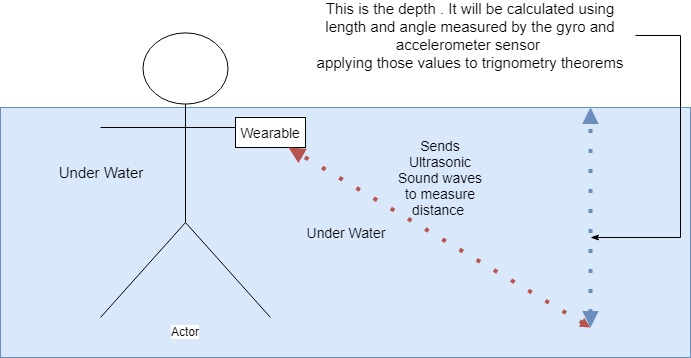 This is the depth . It will be calculated using
length and angle measured by the gyro and
accelerometer sensor
applying those values to trignometry theorems
Wearable
Sends
Ultrasonic
Sound waves
to measure
distance
Under Water
Under Water
Actor